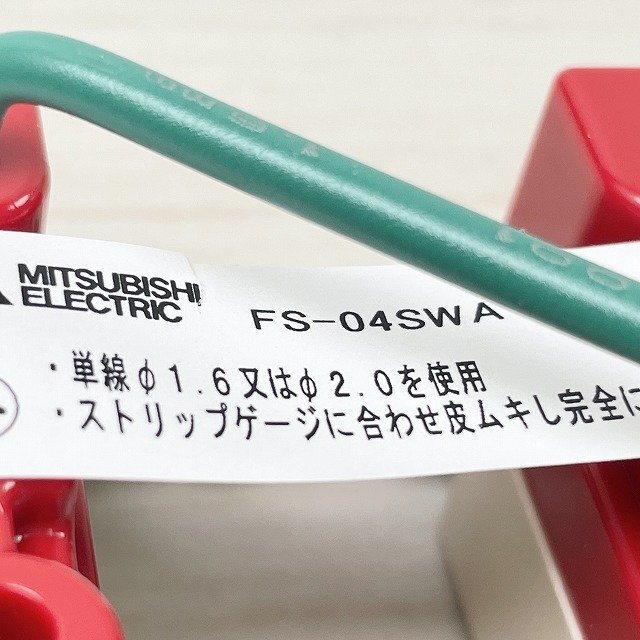 MITSUBISHI
ELECTRIC
FS-04SWA
・単線φ1.6又はφ2.0を使用
・ストリップゲージに合わせ皮ムキし完全に